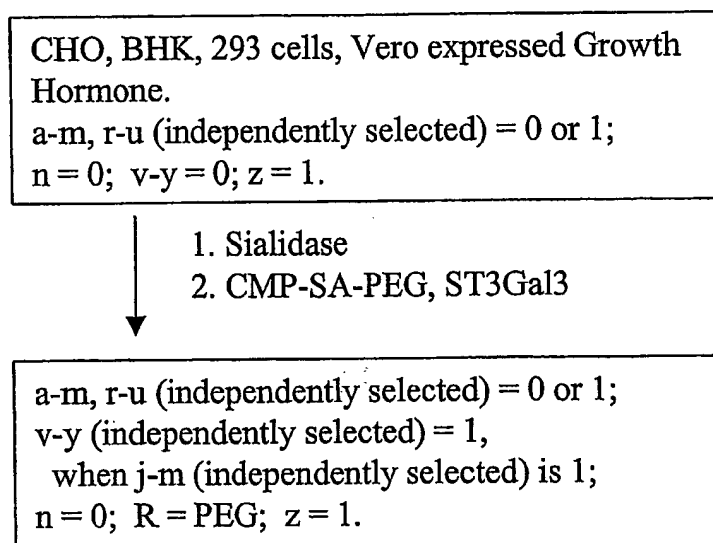 CHO, BHK, 293 cells, Vero expressed Growth
Hormone.
a-m, r-u (independently selected) = 0 or 1;
n = 0; v-y = 0; z = 1.
1. Sialidase
2. CMP-SA-PEG, ST3Gal3
a-m, r-u (independently selected) = 0 or 1;
v-y (independently selected) = 1,
when j-m (independently selected) is 1;
n = 0; R = PEG; z = 1.